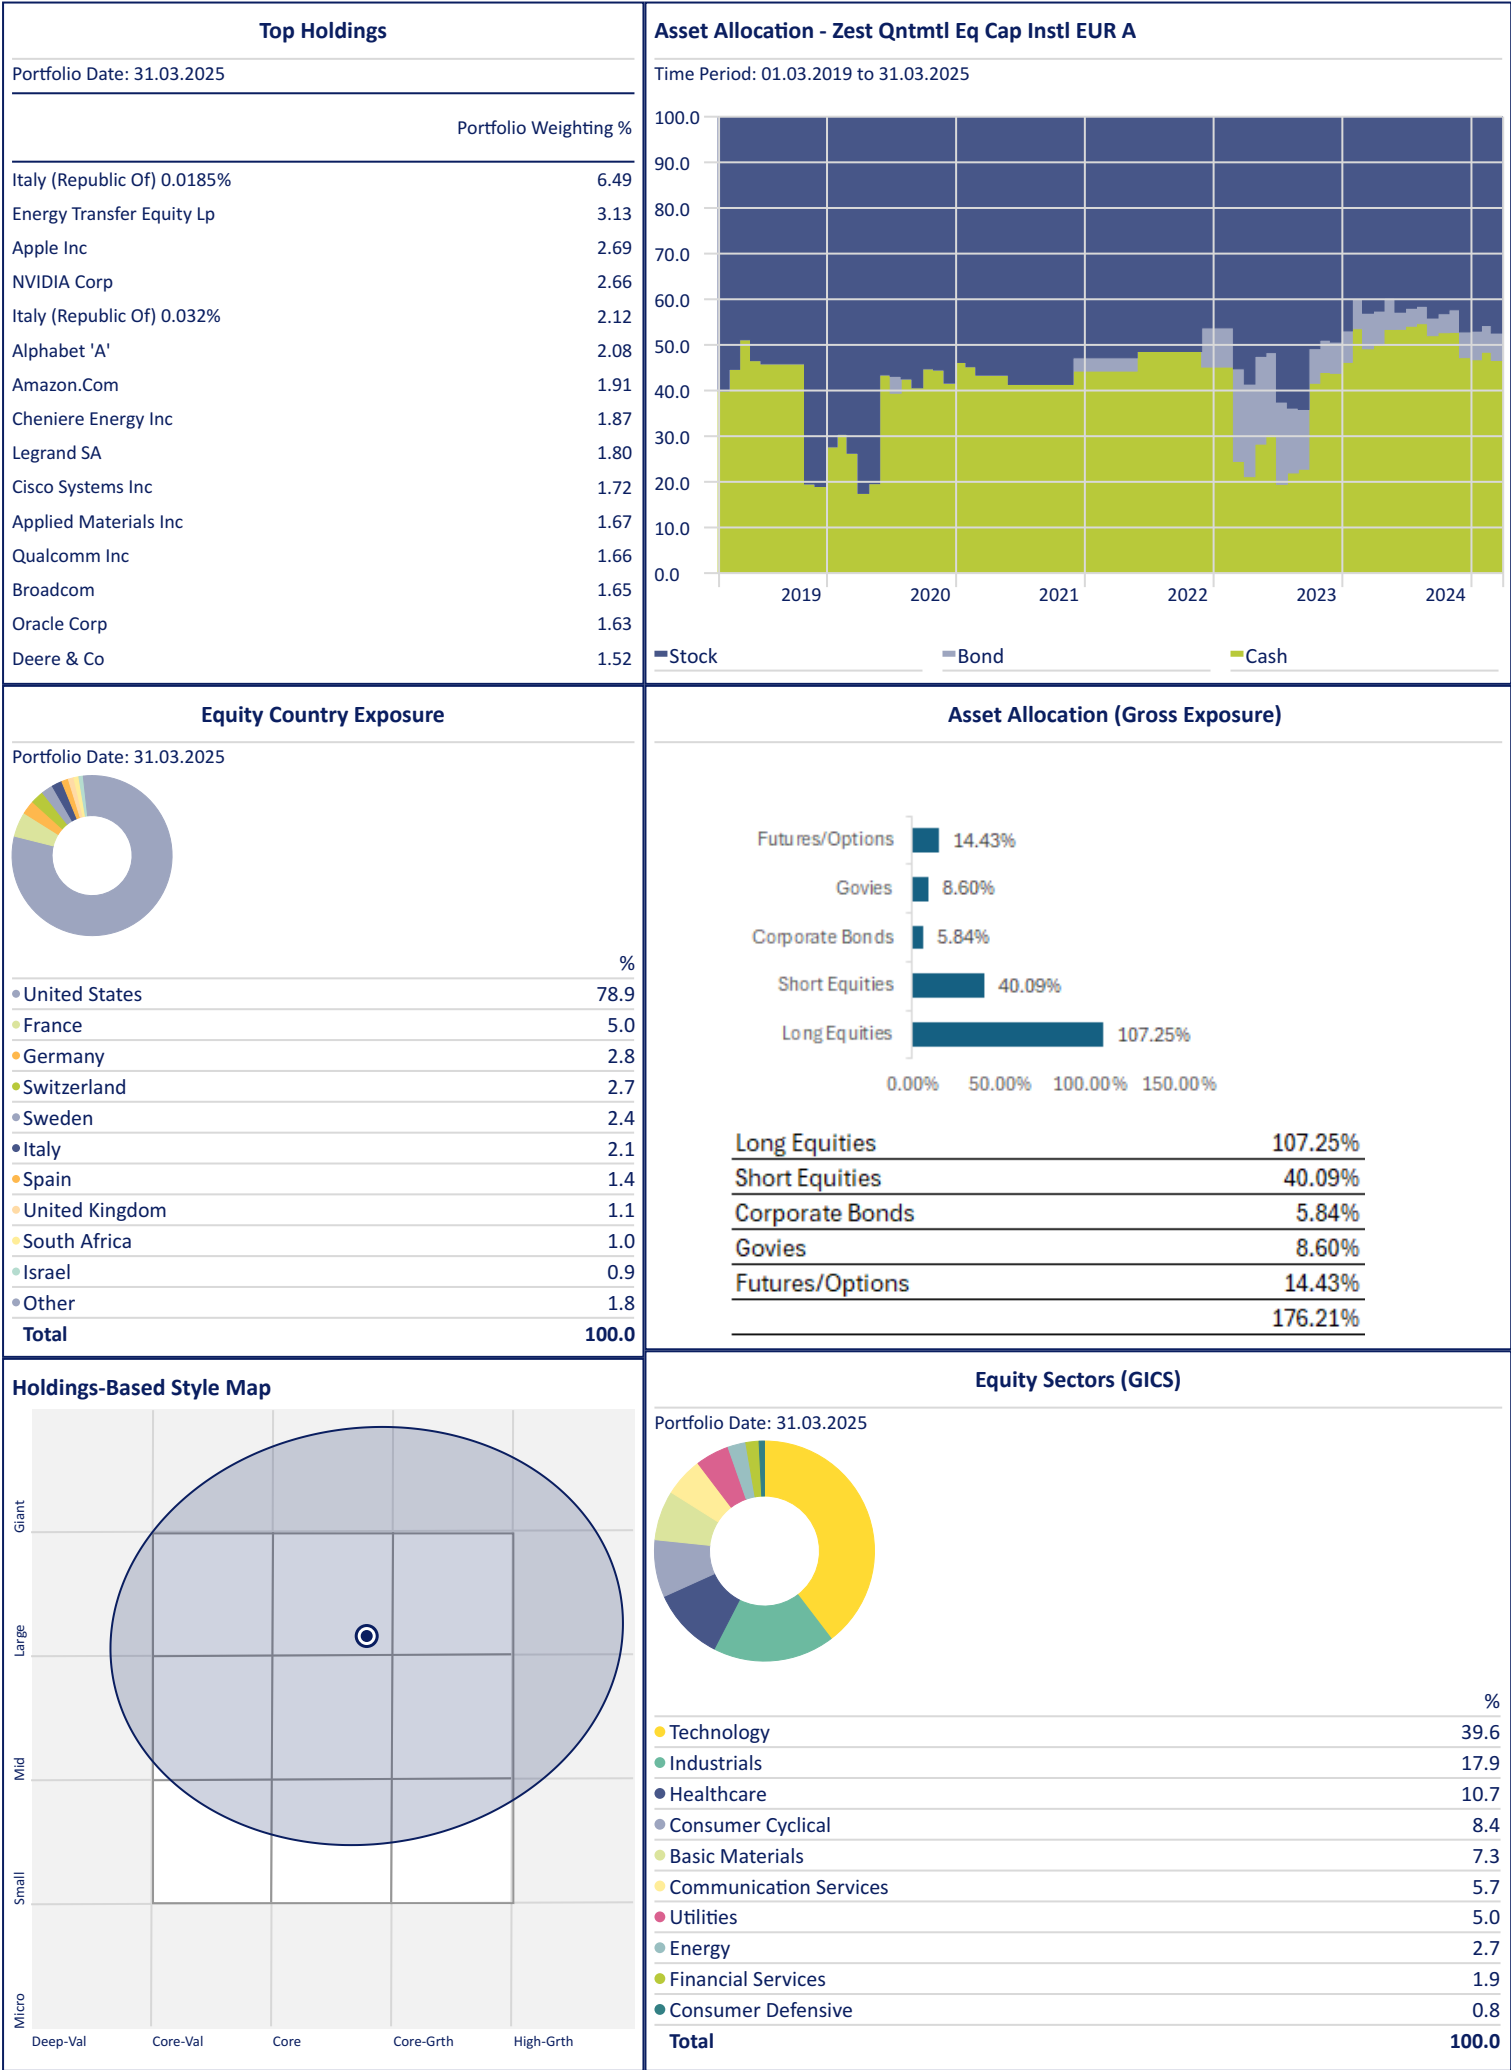 Top Holdings
Portfolio Date: 31.03.2025
Portfolio Weighting %
Italy (Republic Of) 0.0185% 6.49
Energy Transfer Equity Lp 3.13
Apple Inc 2.69
NVIDIA Corp 2.66
Italy (Republic Of) 0.032% 2.12
Alphabet 'A' 2.08
Amazon.Com 1.91
Cheniere Energy Inc 1.87
Legrand SA 1.80
Cisco Systems Inc 1.72
Applied Materials Inc 1.67
Qualcomm Inc 1.66
Broadcom 1.65
Oracle Corp 1.63
Deere & Co 1.52
Asset Allocation - Zest Qntmtl Eq Cap Instl EUR A
Time Period: 01.03.2019 to 31.03.2025
100.0
90.0
80.0
70.0
60.0
50.0
40.0
30.0
20.0
10.0
0.0
2019 2020 2021 2022 2023 2024
Stock Bond Cash
Equity Country Exposure
Portfolio Date: 31.03.2025
%
United States 78.9
France 5.0
Germany 2.8
Switzerland 2.7
Sweden 2.4
Italy 2.1
Spain 1.4
United Kingdom 1.1
South Africa 1.0
Israel 0.9
Other 1.8
Total 100.0
Asset Allocation (Gross Exposure)
Futures/Options 14.43%
Govies 8.60%
Corporate Bonds 5.84%
Short Equities 40.09%
Long Equities 107.25%
0.00% 50.00% 100.00% 150.00%
Long Equities 107.25%
Short Equities 40.09%
Corporate Bonds 5.84%
Govies 8.60%
Futures/Options 14.43%
176.21%
Holdings-Based Style Map
Giant
Large
Mid
Small
Micro
Deep-Val Core-Val Core Core-Grth High-Grth
Equity Sectors (GICS)
Portfolio Date: 31.03.2025
%
Technology 39.6
Industrials 17.9
Healthcare 10.7
Consumer Cyclical 8.4
Basic Materials 7.3
Communication Services 5.7
Utilities 5.0
Energy 2.7
Financial Services 1.9
Consumer Defensive 0.8
Total 100.0